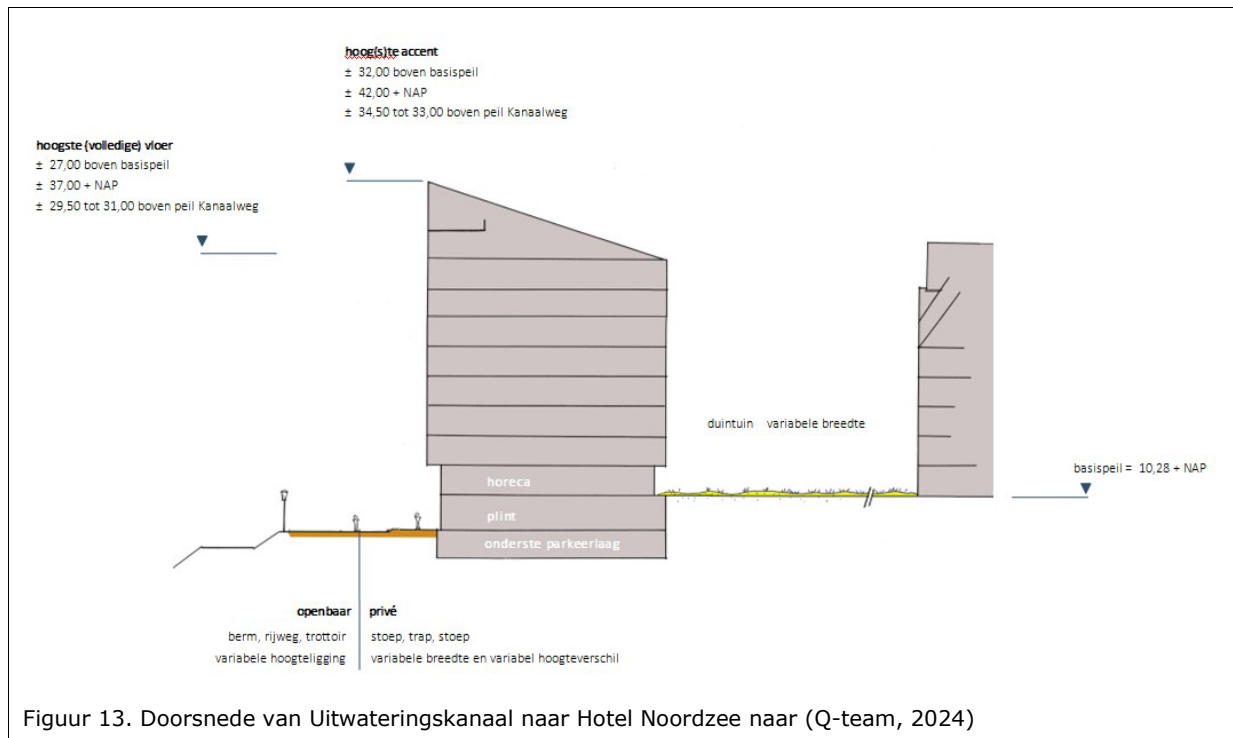 hoog(s)te accent
± 32,00 boven basispeil
± 42,00 + NAP
± 34,50 tot 33,00 boven peil Kanaalweg
hoogste (volledige) vloer
± 27,00 boven basispeil
± 37,00 + NAP
± 29,50 tot 31,00 boven peil Kanaalweg
duintuin variabele breedte
basispeil = 10,28 + NAP
horeca
plint
onderste parkeerlaag
openbaar privé
berm, rijweg, trottoir stoep, trap, stoep
variabele hoogteligging variabele breedte en variabel hoogteverschil
Figuur 13. Doorsnede van Uitwateringskanaal naar Hotel Noordzee naar (Q-team, 2024)